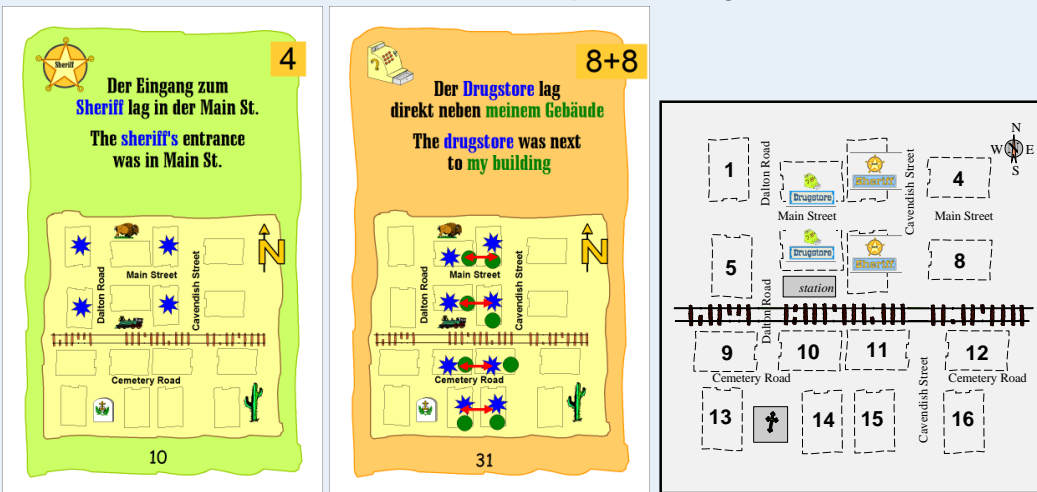 Sheriff
4
Der Eingang zum
Sheriff lag in der Main St.
The sheriff's entrance
was in Main St.
Dalton Road
Main Street
Cavendish Street
N
Cemetery Road
10
8+8
?
Der Drugstore lag
direkt neben meinem Gebäude
The drugstore was next
to my building
Dalton Road
Main Street
Cavendish Street
N
Cemetery Road
31
N
W N E
S
1
Dalton Road
Drugstore
Sheriff
Cavendish Street
4
Main Street
Main Street
5
Drugstore
Sheriff
8
station
Dalton Road
9
10
11
12
Cemetery Road
Cavendish Street
Cemetery Road
13
14
15
16